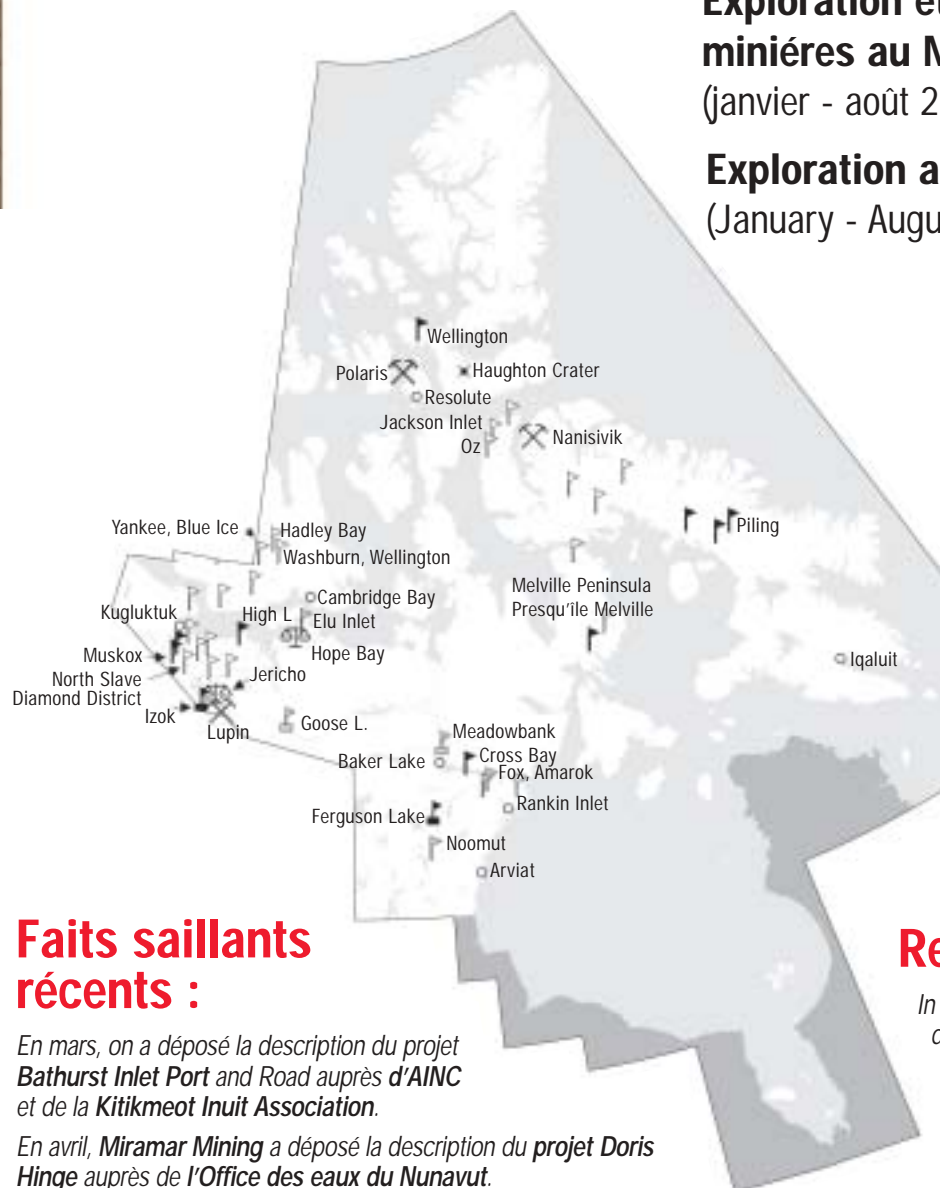 Exploration et
miniéres au N
(janvier - août 2
Exploration a
(January - Augu
Wellington
Polaris
Haughton Crater
Resolute
Jackson Inlet
Oz
Nanisivik
Yankee, Blue Ice
Hadley Bay
Washburn, Wellington
Piling
Melville Peninsula
Presqu'île Melville
Cambridge Bay
Kugluktuk
High L
Elu Inlet
Hope Bay
Muskox
North Slave
Diamond District
Jericho
Izok
Lupin
Iqaluit
Goose L.
Meadowbank
Baker Lake
Cross Bay
Fox, Amarok
Rankin Inlet
Ferguson Lake
Noomut
Arviat
Faits saillants
récents :
En mars, on a déposé la description du projet
Bathurst Inlet Port and Road auprès d'AINC
et de la Kitikmeot Inuit Association.
En avril, Miramar Mining a déposé la description du projet Doris
Hinge auprès de l'Office des eaux du Nunavut.
Re
In